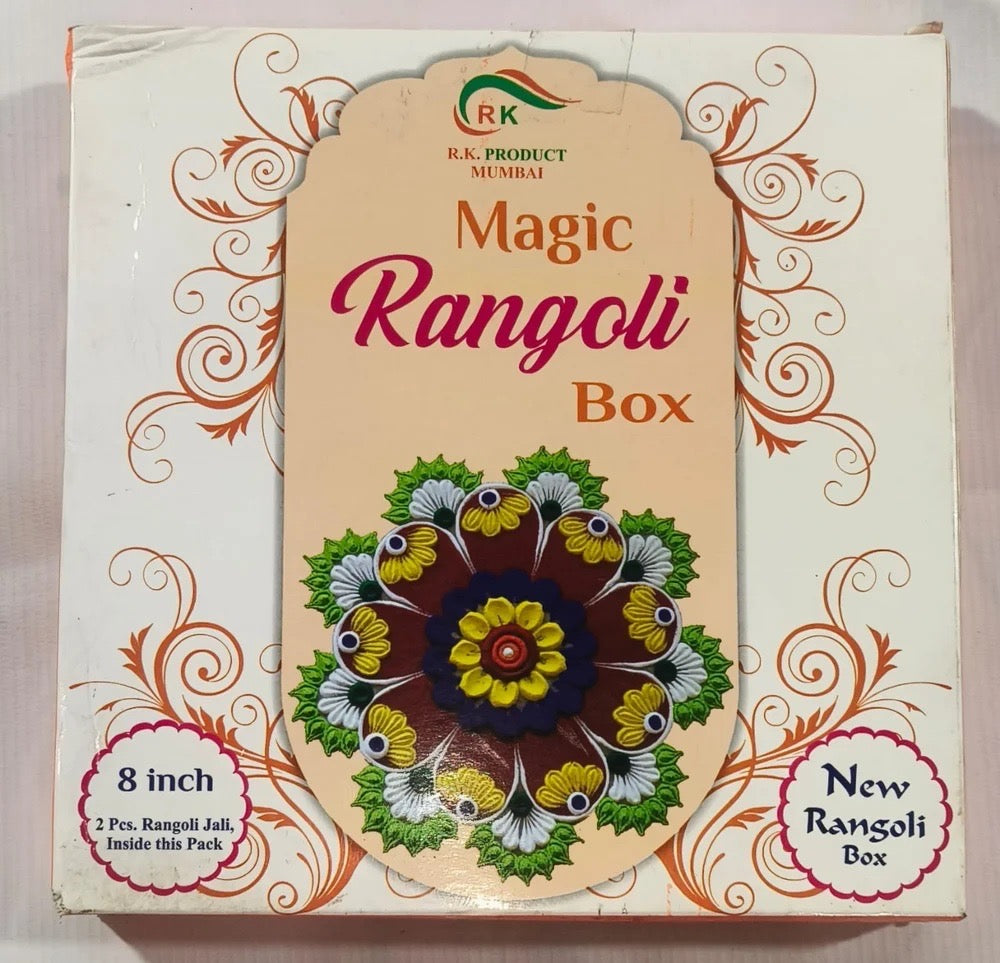 RK
R.K. PRODUCT
MUMBAI
Magic
Rangoli
Box
8 inch
2 Pcs. Rangoli Jali,
Inside this Pack
New
Rangoli
Box